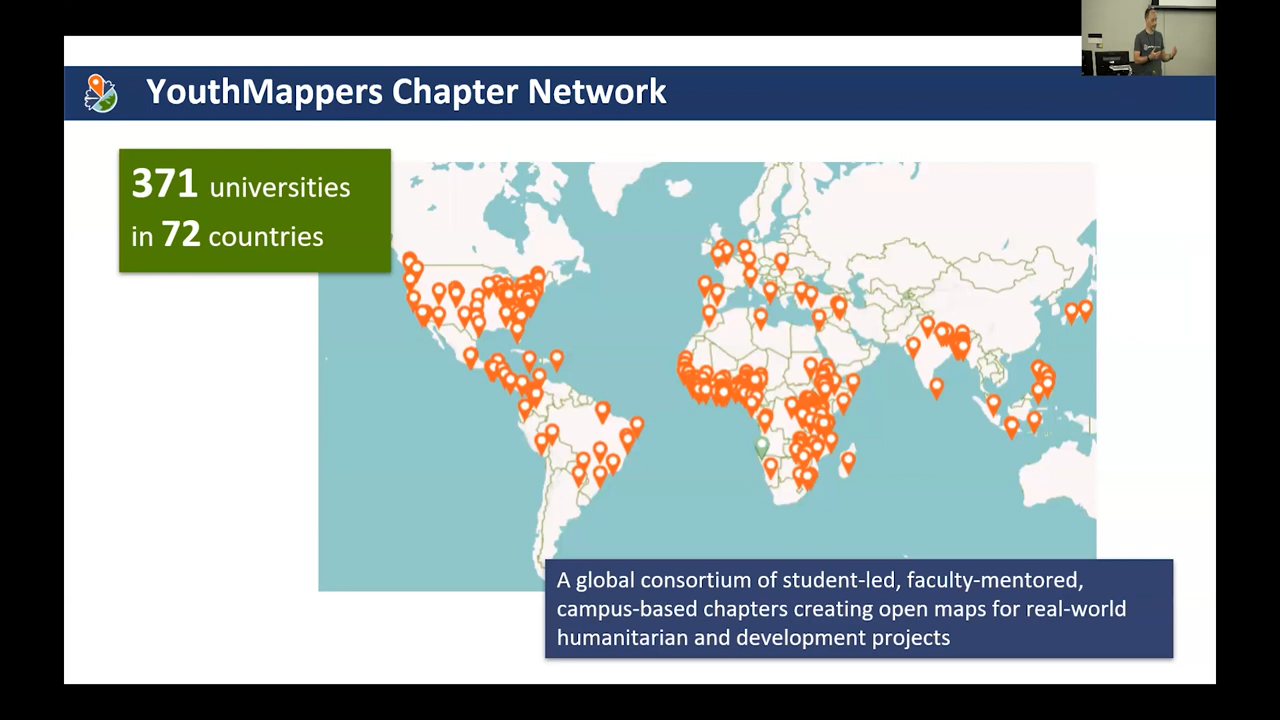 YouthMappers Chapter Network
371 universities
in 72 countries
A global consortium of student-led, faculty-mentored,
campus-based chapters creating open maps for real-world
humanitarian and development projects